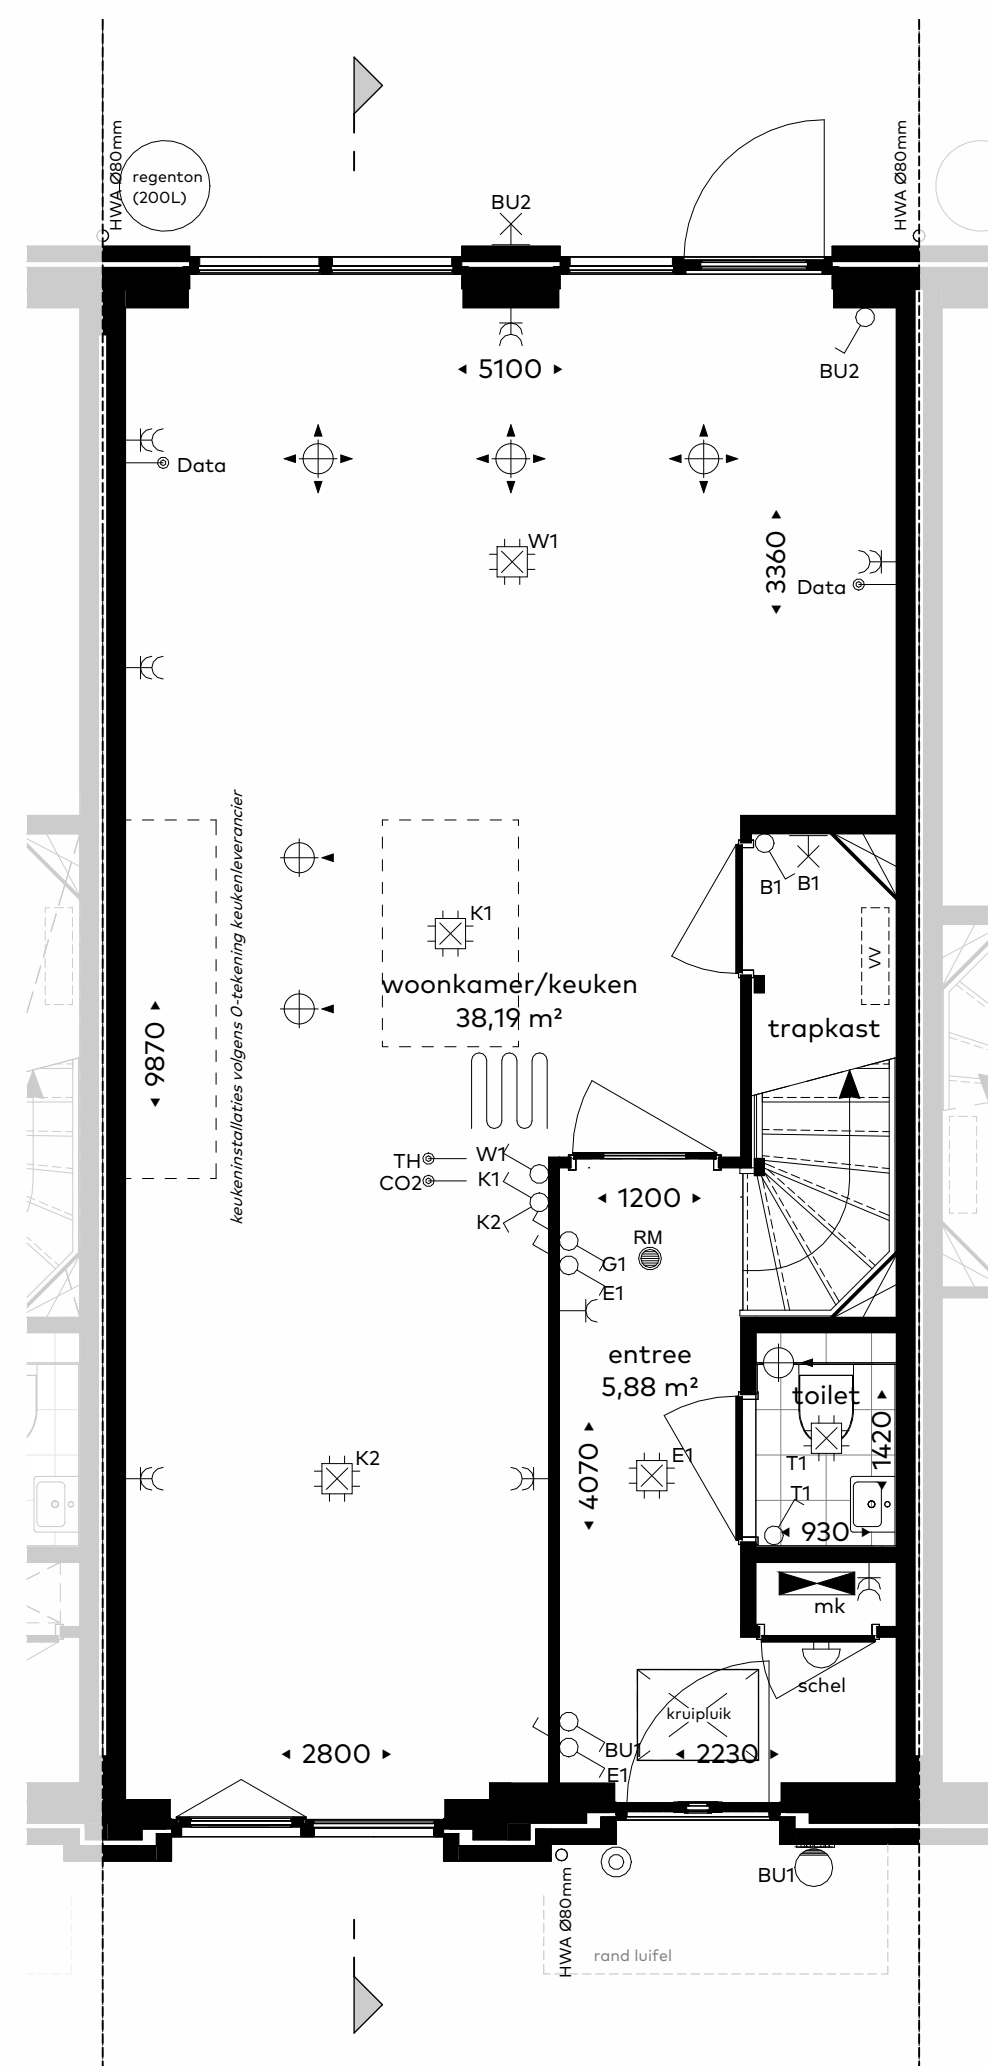 HWA Ø80mm
regenton
(200L)
HWA Ø80mm
BU2
5100
BU2
Data
W1
3360
Data
keukeninstallaties volgens 0-tekening keukenleverancier
K1
B1
B1
VV
woonkamer/keuken
38,19 m²
trapkast
9870
TH
W1
CO2
K1
K2
1200
RM
G1
E1
entree
5,88 m²
toilet
1420
K2
E1
T1
4070
T1
930
mk
schel
kruipluik
BU1
2800
2230
E1
BU1
HWA Ø80mm
rand luifel